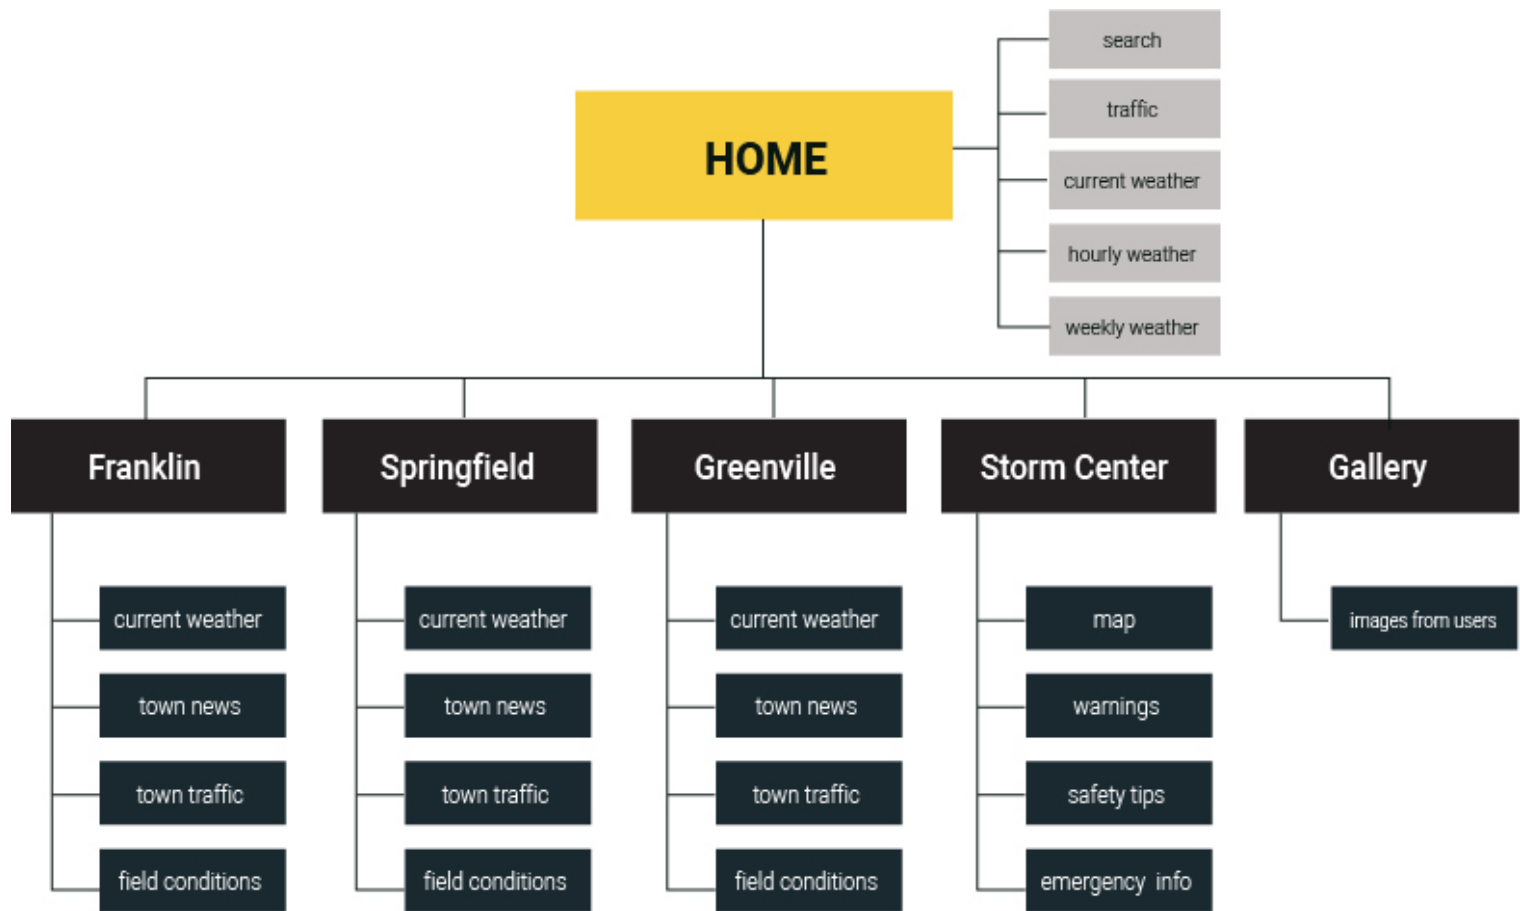 search
HOME
traffic
current weather
hourly weather
weekly weather
Franklin
Springfield
Greenville
Storm Center
Gallery
current weather
town news
town traffic
field conditions
current weather
town news
town traffic
field conditions
current weather
town news
town traffic
field conditions
map
warnings
safety tips
emergency info
images from users